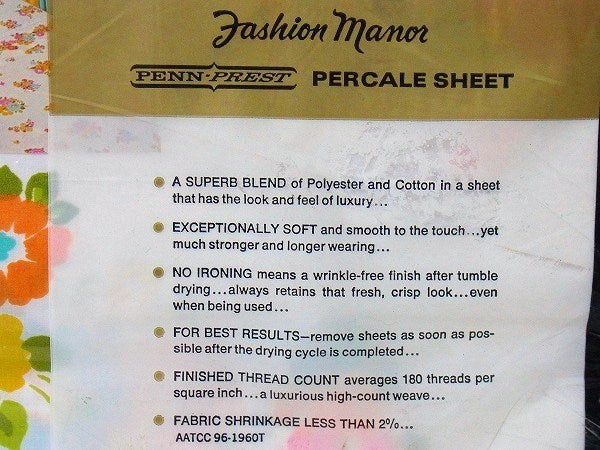 Fashion Manor
PENN-PREST PERCALE SHEET
A SUPERB BLEND of Polyester and Cotton in a sheet
that has the look and feel of luxury...
EXCEPTIONALLY SOFT and smooth to the touch...yet
much stronger and longer wearing...
NO IRONING means a wrinkle-free finish after tumble
drying...always retains that fresh, crisp look...even
when being used...
FOR BEST RESULTS—remove sheets as soon as pos-
sible after the drying cycle is completed...
FINISHED THREAD COUNT averages 180 threads per
square inch...a luxurious high-count weave...
FABRIC SHRINKAGE LESS THAN 2%...
AATCC 96-1960T